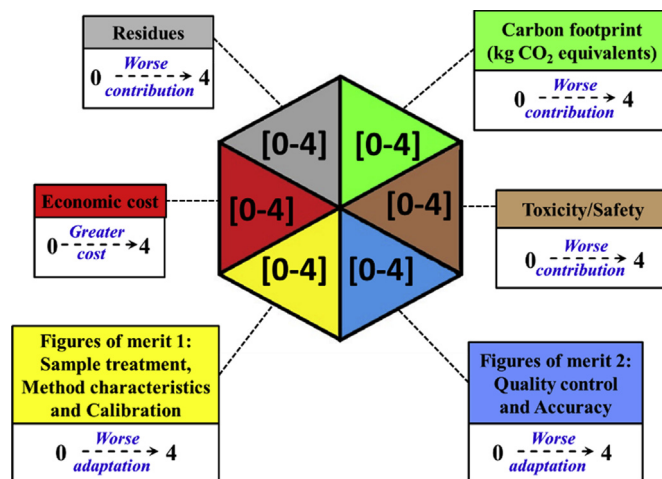 Residues
Worse
0 4
contribution
Carbon footprint
(kg CO₂ equivalents)
Worse
0 4
contribution
[0-4] [0-4]
Economic cost
Greater
0 4
cost
[0-4] [0-4]
Toxicity/Safety
Worse
0 4
contribution
[0-4] [0-4]
Figures of merit 1:
Sample treatment,
Method characteristics
and Calibration
Worse
0 4
adaptation
Figures of merit 2:
Quality control
and Accuracy
Worse
0 4
adaptation